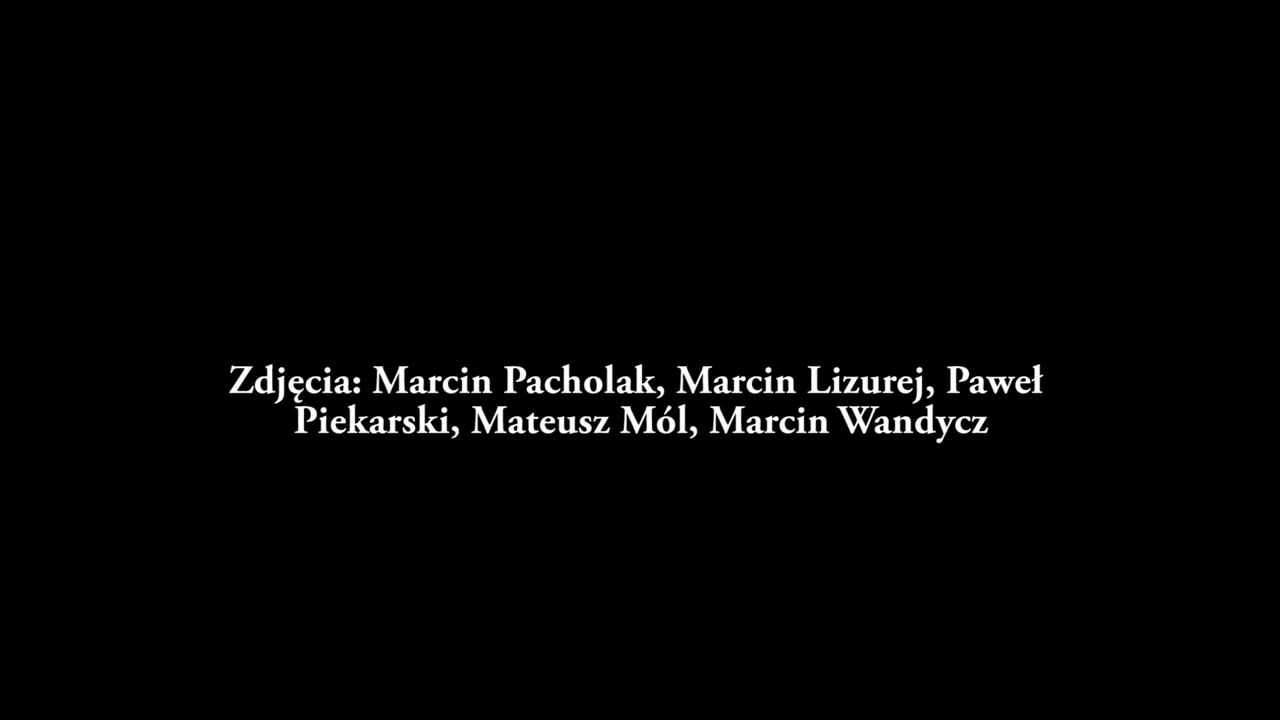 Zdjęcia: Marcin Pacholak, Marcin Lizurej, Paweł
Piekarski, Mateusz Mól, Marcin Wandycz